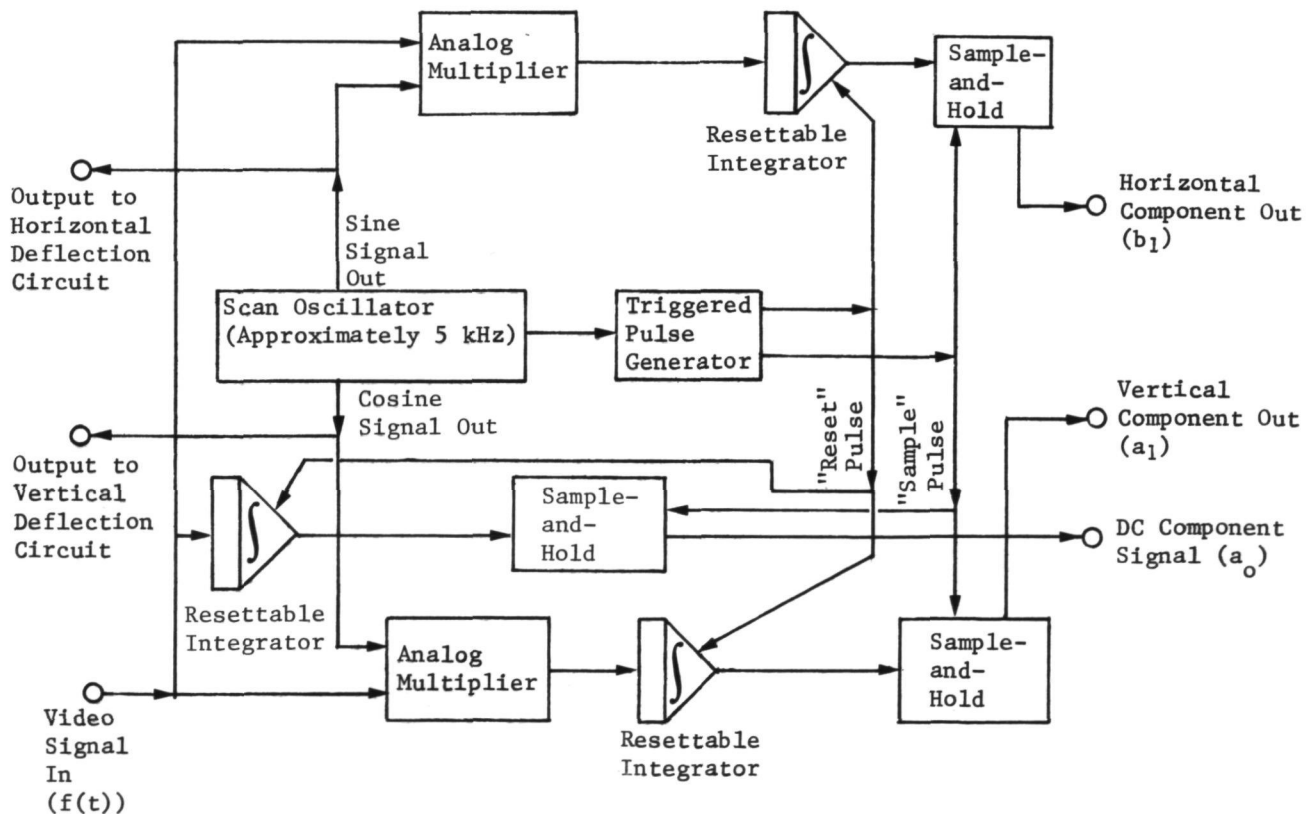 Analog
Multiplier
∫
Sample-
and-
Hold
Resettable
Integrator
Output to
Horizontal
Deflection
Circuit
Sine
Signal
Out
Horizontal
Component Out
(b1)
Scan Oscillator
(Approximately 5 kHz)
Triggered
Pulse
Generator
Cosine
Signal Out
"Reset"
Pulse
"Sample"
Pulse
Vertical
Component Out
(a1)
Output to
Vertical
Deflection
Circuit
∫
Sample-
and-
Hold
DC Component
Signal (ao)
Resettable
Integrator
Analog
Multiplier
∫
Sample-
and-
Hold
Resettable
Integrator
Video
Signal
In
(f(t))